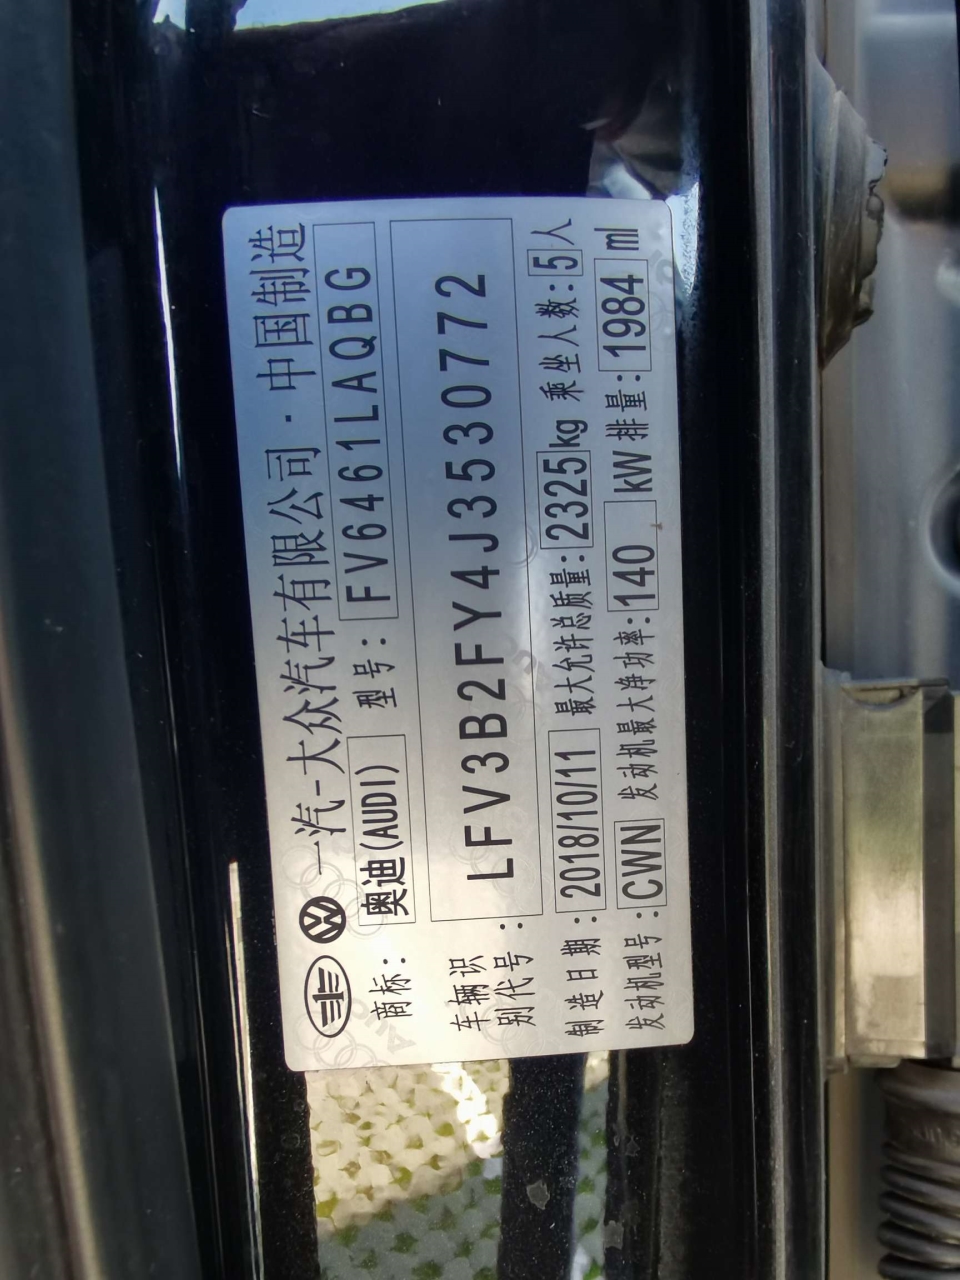 一汽-大众汽车有限公司·中国制造
商标: 奥迪(AUDI) 型号: FV6461LAQBG
车辆识别代号: LFV3B2FY4J3530772
制造日期: 2018/10/11 最大允许总质量: 2325kg 乘坐人数: 5人
发动机型号: CWN 发动机最大净功率: 140 kW 排量: 1984 ml